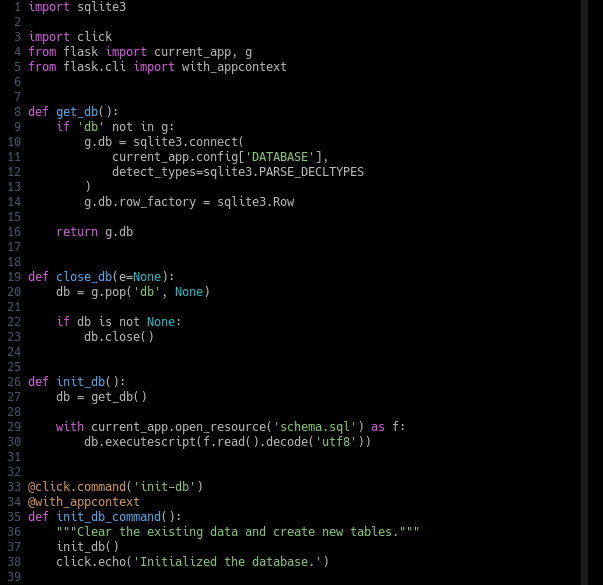 1 import sqlite3
2
3 import click
4 from flask import current_app, g
5 from flask.cli import with_appcontext
6
7
8 def get_db():
9     if 'db' not in g:
10         g.db = sqlite3.connect(
11             current_app.config['DATABASE'],
12             detect_types=sqlite3.PARSE_DECLTYPES
13         )
14         g.db.row_factory = sqlite3.Row
15
16     return g.db
17
18
19 def close_db(e=None):
20     db = g.pop('db', None)
21
22     if db is not None:
23         db.close()
24
25
26 def init_db():
27     db = get_db()
28
29     with current_app.open_resource('schema.sql') as f:
30         db.executescript(f.read().decode('utf8'))
31
32
33 @click.command('init-db')
34 @with_appcontext
35 def init_db_command():
36     """Clear the existing data and create new tables."""
37     init_db()
38     click.echo('Initialized the database.')
39